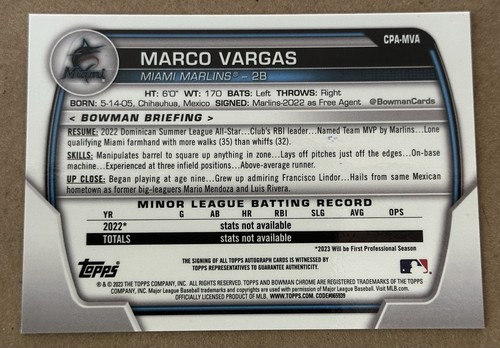 CPA-MVA
Miami
MARCO VARGAS
MIAMI MARLINS® - 2B
HT: 6'0" WT: 170 BATS: Left THROWS: Right
BORN: 5-14-05, Chihauhua, Mexico SIGNED: Marlins-2022 as Free Agent @BowmanCards
< BOWMAN BRIEFING >
RESUME: 2022 Dominican Summer League All-Star...Club's RBI leader...Named Team MVP by Marlins...Lone
qualifying Miami farmhand with more walks (35) than whiffs (32).
SKILLS: Manipulates barrel to square up anything in zone...Lays off pitches just off the edges...On-base
machine...Experienced at three infield positions...Above-average runner.
UP CLOSE: Began playing at age nine...Grew up admiring Francisco Lindor...Hails from same Mexican
hometown as former big-leaguers Mario Mendoza and Luis Rivera.
MINOR LEAGUE BATTING RECORD
YR G AB HR RBI SLG AVG OPS
2022* stats not available
TOTALS stats not available
*2023 Will be First Professional Season
Topps
THE SIGNING OF ALL TOPPS AUTOGRAPH CARDS IS WITNESSED BY
TOPPS REPRESENTATIVES TO GUARANTEE AUTHENTICITY.
® & © 2023 THE TOPPS COMPANY, INC. ALL RIGHTS RESERVED. TOPPS AND BOWMAN CHROME ARE REGISTERED TRADEMARKS OF THE TOPPS
COMPANY, INC. Major League Baseball trademarks and copyrights are used with permission of Major League Baseball. Visit MLB.com.
OFFICIALLY LICENSED PRODUCT OF MLB. WWW.TOPPS.COM. CODE#065939